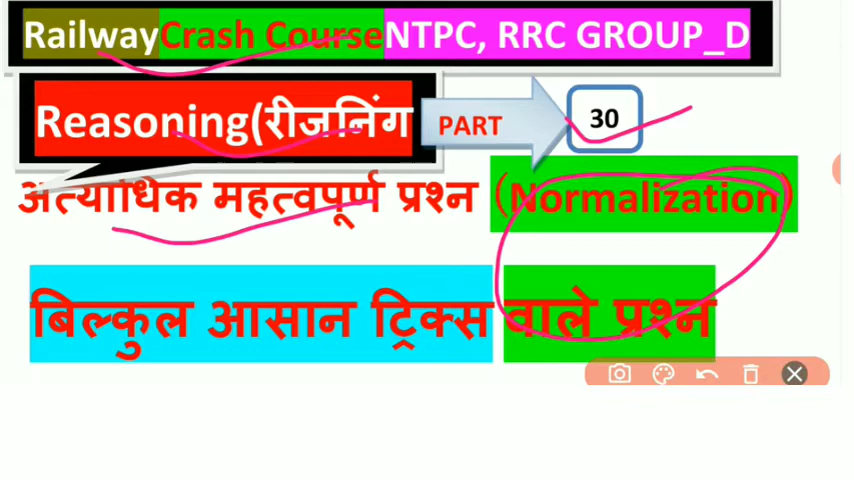 Railway Crash Course NTPC, RRC GROUP_D
Reasoning(रीजनिंग PART 30
अत्याधिक महत्वपूर्ण प्रश्न (Normalization)
बिल्कुल आसान ट्रिक्स वाले प्रश्न